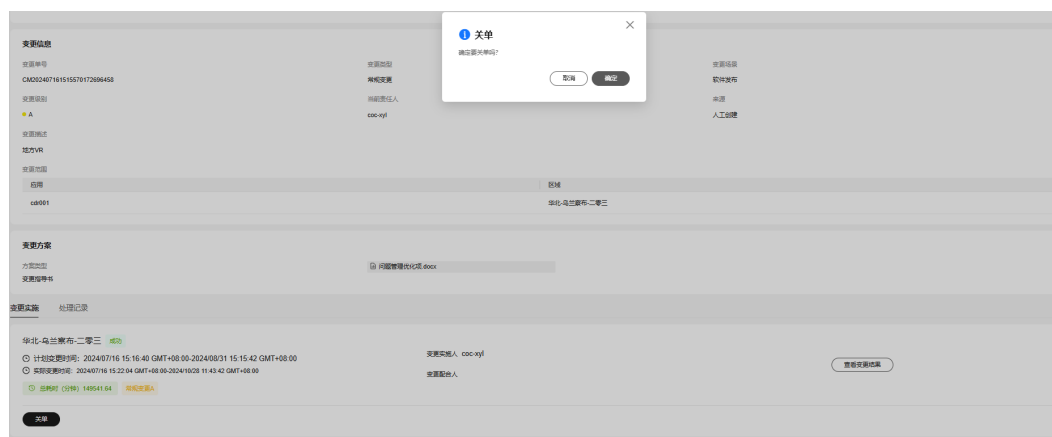 关单
确定要关单吗？
取消
确定
变更信息
变更单号
变更类型
变更场景
CM202407161515570172696458
常规变更
软件发布
变更级别
当前责任人
来源
A
coc-xyl
人工创建
变更描述
地方VR
变更范围
应用
区域
cdr001
华北-乌兰察布-二零三
变更方案
方案类型
问题管理优化项.docx
变更指导书
变更实施
处理记录
华北-乌兰察布-二零三 成功
计划变更时间：2024/07/16 15:16:40 GMT+08:00-2024/08/31 15:15:42 GMT+08:00
变更实施人 coc-xyl
查看变更结果
实际变更时间：2024/07/16 15:22:04 GMT+08:00-2024/10/28 11:43:42 GMT+08:00
变更配合人
总耗时（分钟）149541.64
常规变更A
关单